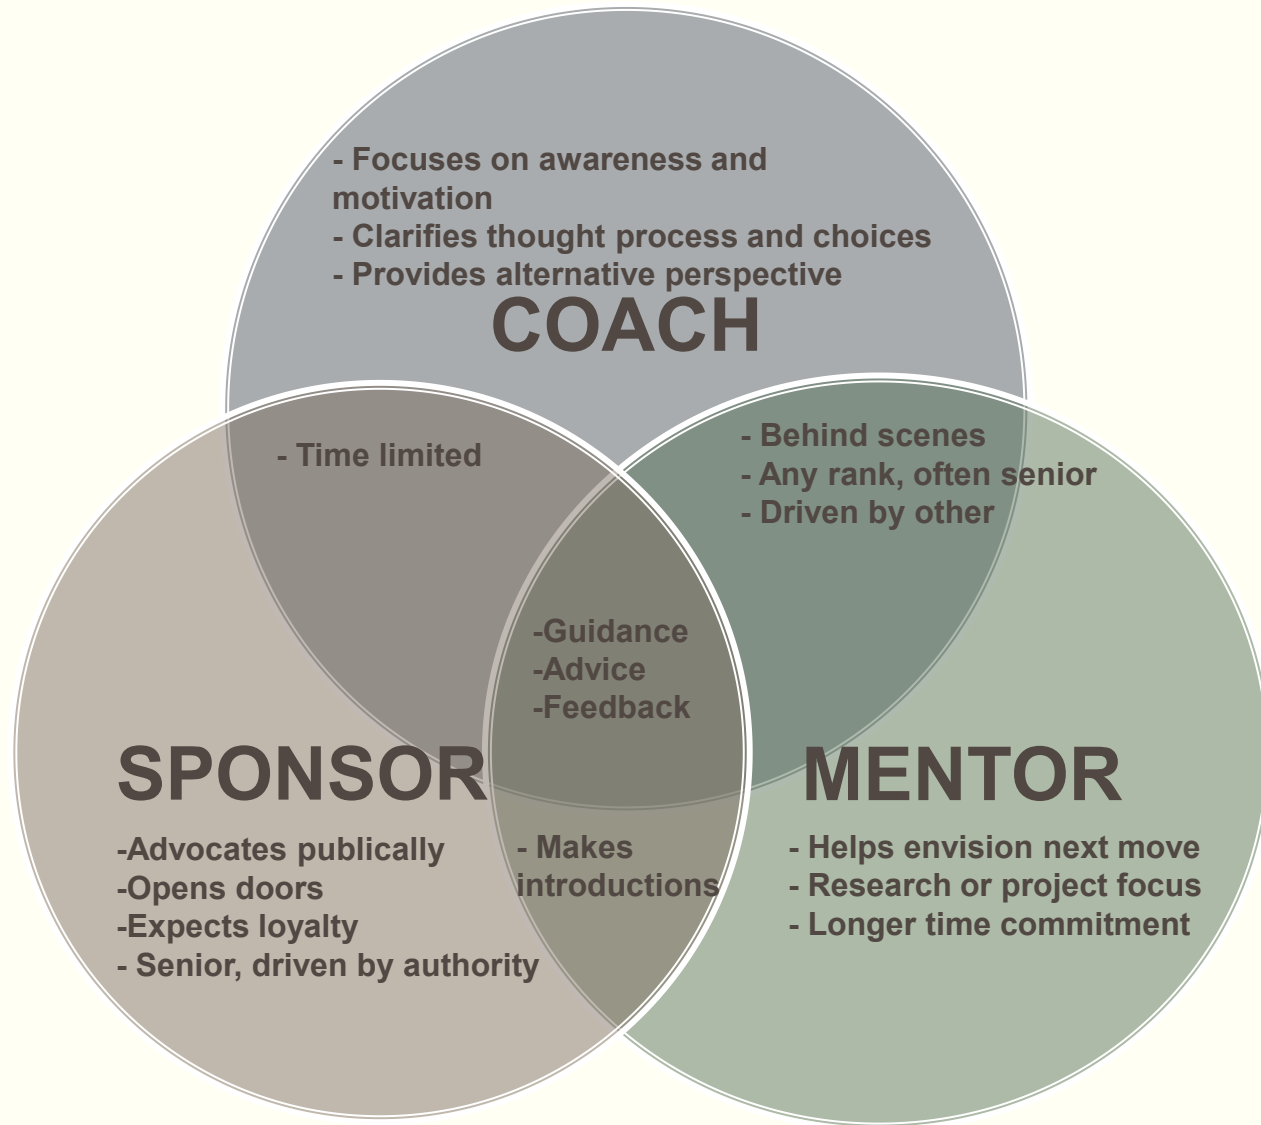 - Focuses on awareness and
motivation
- Clarifies thought process and choices
- Provides alternative perspective
COACH
- Time limited
- Behind scenes
- Any rank, often senior
- Driven by other
-Guidance
-Advice
-Feedback
SPONSOR
-Advocates publically
-Opens doors
-Expects loyalty
- Senior, driven by authority
- Makes
introductions
MENTOR
- Helps envision next move
- Research or project focus
- Longer time commitment